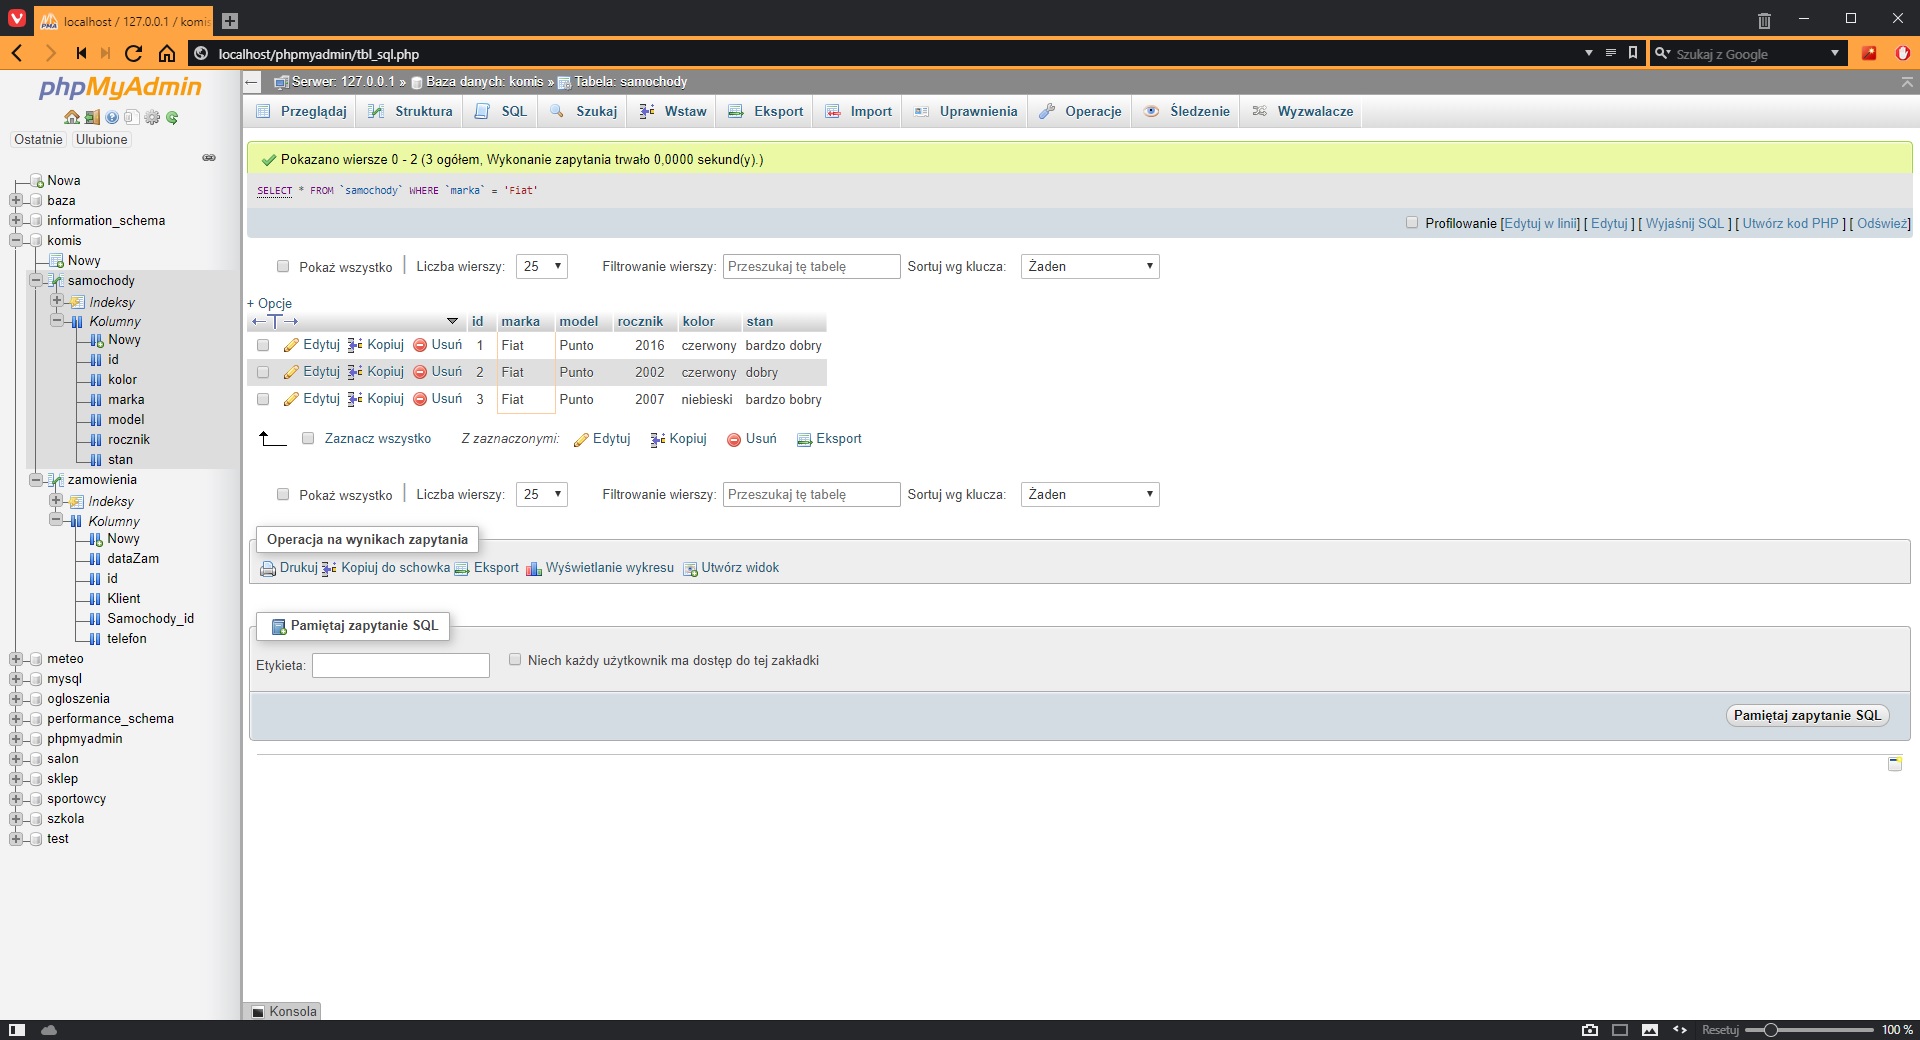 localhost / 127.0.0.1 / komis
localhost/phpmyadmin/tbl_sql.php
Szukaj z Google
phpMyAdmin
Ostatnie Ulubione
Nowa
baza
information_schema
komis
Nowy
samochody
Indeksy
Kolumny
Nowy
id
kolor
marka
model
rocznik
stan
zamowienia
Indeksy
Kolumny
Nowy
dataZam
id
Klient
Samochody_id
telefon
meteo
mysql
ogloszenia
performance_schema
phpmyadmin
salon
sklep
sportowcy
szkola
test
Serwer: 127.0.0.1 » Baza danych: komis » Tabela: samochody
Przeglądaj Struktura SQL Szukaj Wstaw Eksport Import Uprawnienia Operacje Śledzenie Wyzwalacze
Pokazano wiersze 0 - 2 (3 ogółem, Wykonanie zapytania trwało 0,0000 sekund(y).)
SELECT * FROM `samochody` WHERE `marka` = 'Fiat'
Profilowanie [Edytuj w linii] [ Edytuj ] [ Wyjaśnij SQL ] [ Utwórz kod PHP ] [ Odśwież]
Pokaż wszystko | Liczba wierszy: 25 Filtrowanie wierszy: Przeszukaj tę tabelę Sortuj wg klucza: Żaden
+ Opcje
←T→ id marka model rocznik kolor stan
Edytuj Kopiuj Usuń 1 Fiat Punto 2016 czerwony bardzo dobry
Edytuj Kopiuj Usuń 2 Fiat Punto 2002 czerwony dobry
Edytuj Kopiuj Usuń 3 Fiat Punto 2007 niebieski bardzo bobry
Zaznacz wszystko Z zaznaczonymi: Edytuj Kopiuj Usuń Eksport
Pokaż wszystko | Liczba wierszy: 25 Filtrowanie wierszy: Przeszukaj tę tabelę Sortuj wg klucza: Żaden
Operacja na wynikach zapytania
Drukuj Kopiuj do schowka Eksport Wyświetlanie wykresu Utwórz widok
Pamiętaj zapytanie SQL
Etykieta: Niech każdy użytkownik ma dostęp do tej zakładki
Pamiętaj zapytanie SQL
Konsola
Resetuj 100 %